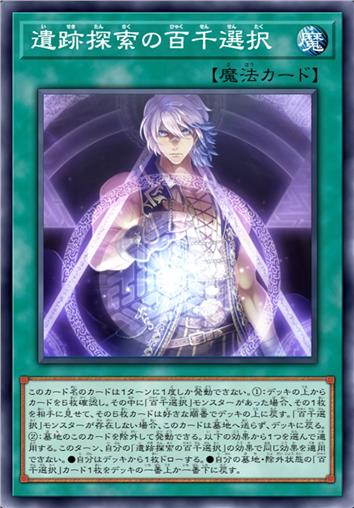 遺跡探索の百千選択
魔
【魔法カード】
このカード名のカードは1ターンに1度しか発動できない。①:デッキの上から
カードを5枚確認し。その中に「百千選択」モンスターがあった場合、その1枚
を相手に見せて、その5枚カードは好きな順番でデッキの上に戻す。「百千選
択」モンスターが存在しない場合、このカードは墓地へ送らず、デッキに戻る。
②:墓地のこのカードを除外して発動できる。以下の効果から1つを選んで適
用する。このターン、自分の「遺跡探索の百千選択」の効果で同じ効果を適用
できない。●自分はデッキから1枚ドローする。●自分の墓地・除外状態の「百
千選択」カード1枚をデッキの一番上か一番下に戻す。